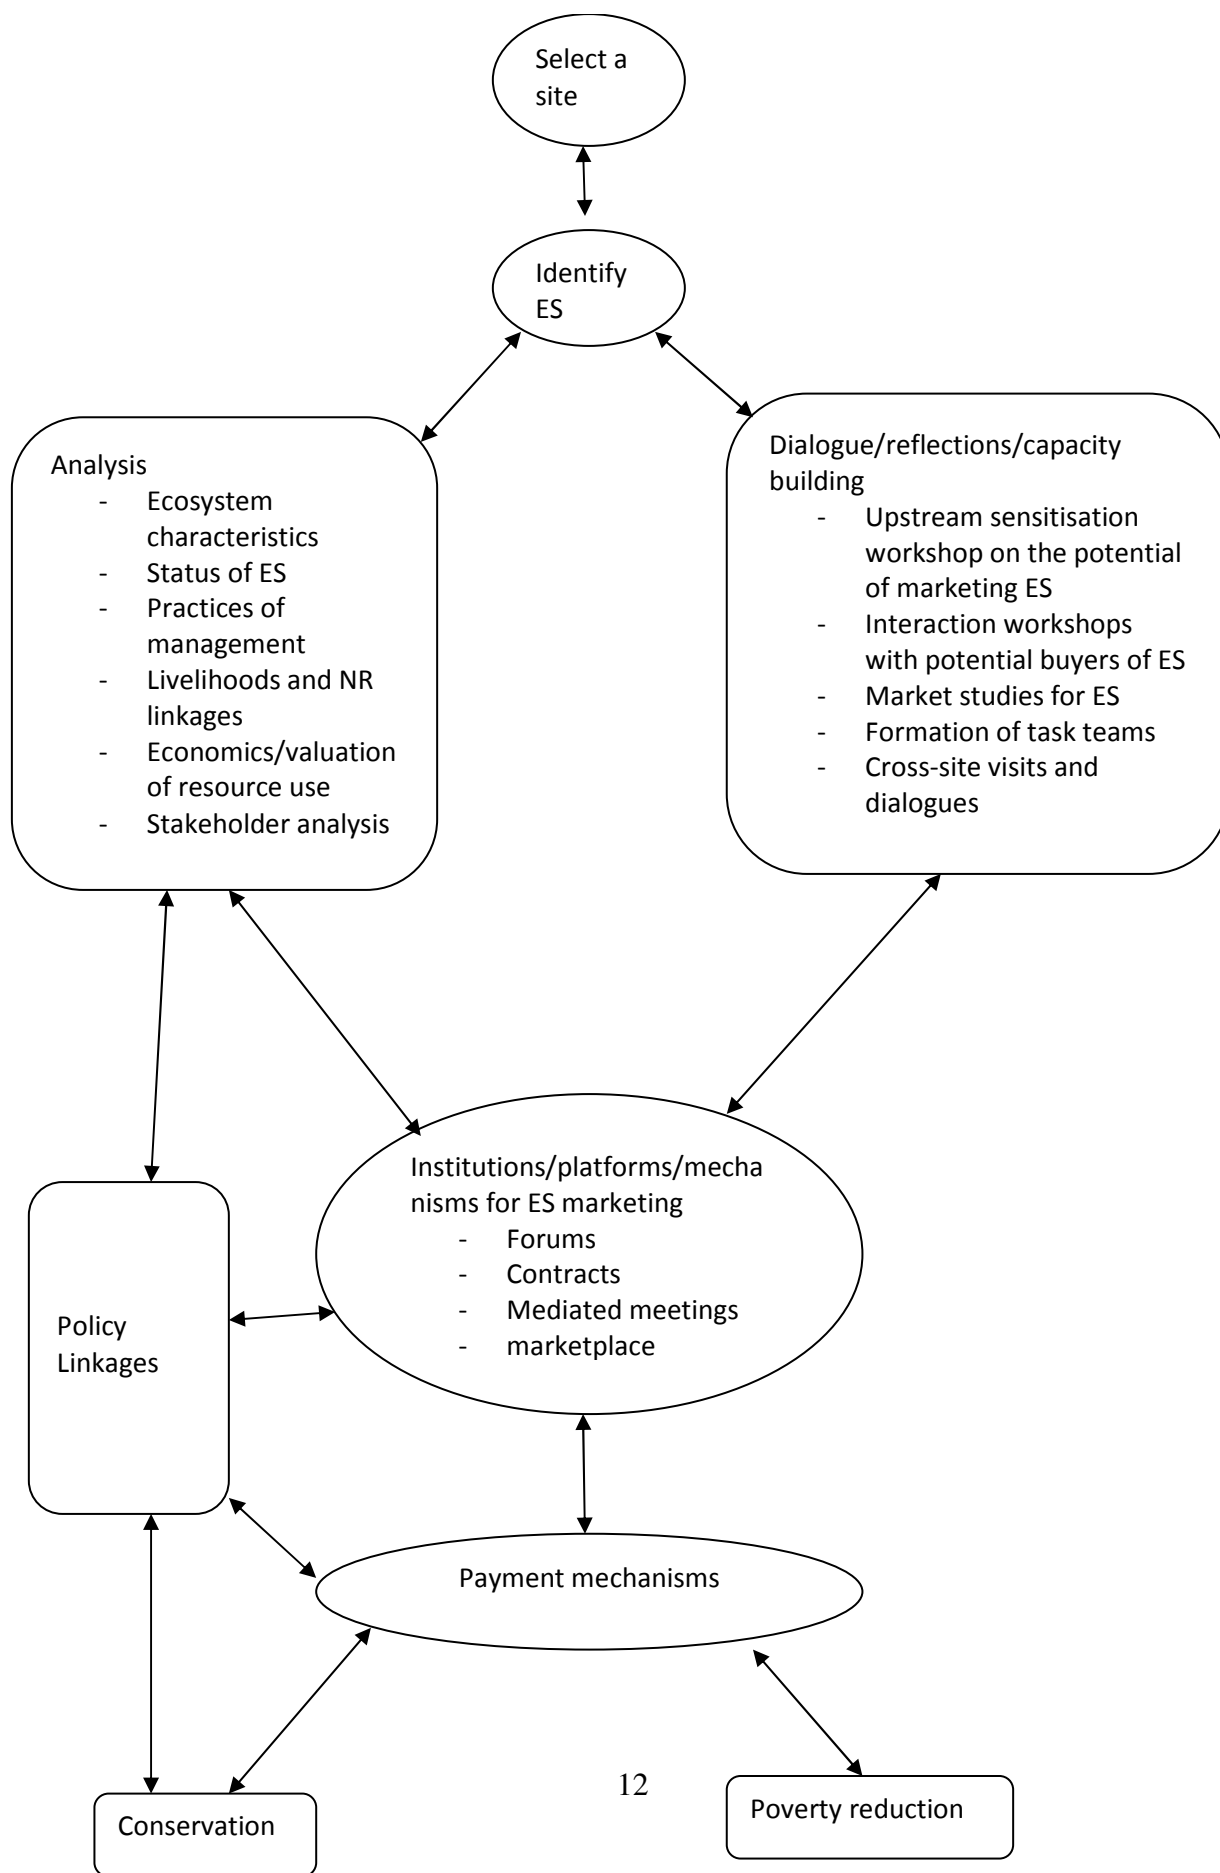 Select a
site
Identify
ES
Analysis
- Ecosystem
characteristics
- Status of ES
- Practices of
management
- Livelihoods and NR
linkages
- Economics/valuation
of resource use
- Stakeholder analysis
Dialogue/reflections/capacity
building
- Upstream sensitisation
workshop on the potential
of marketing ES
- Interaction workshops
with potential buyers of ES
- Market studies for ES
- Formation of task teams
- Cross-site visits and
dialogues
Institutions/platforms/mecha
nisms for ES marketing
- Forums
- Contracts
- Mediated meetings
- marketplace
Policy
Linkages
Payment mechanisms
Conservation
12
Poverty reduction